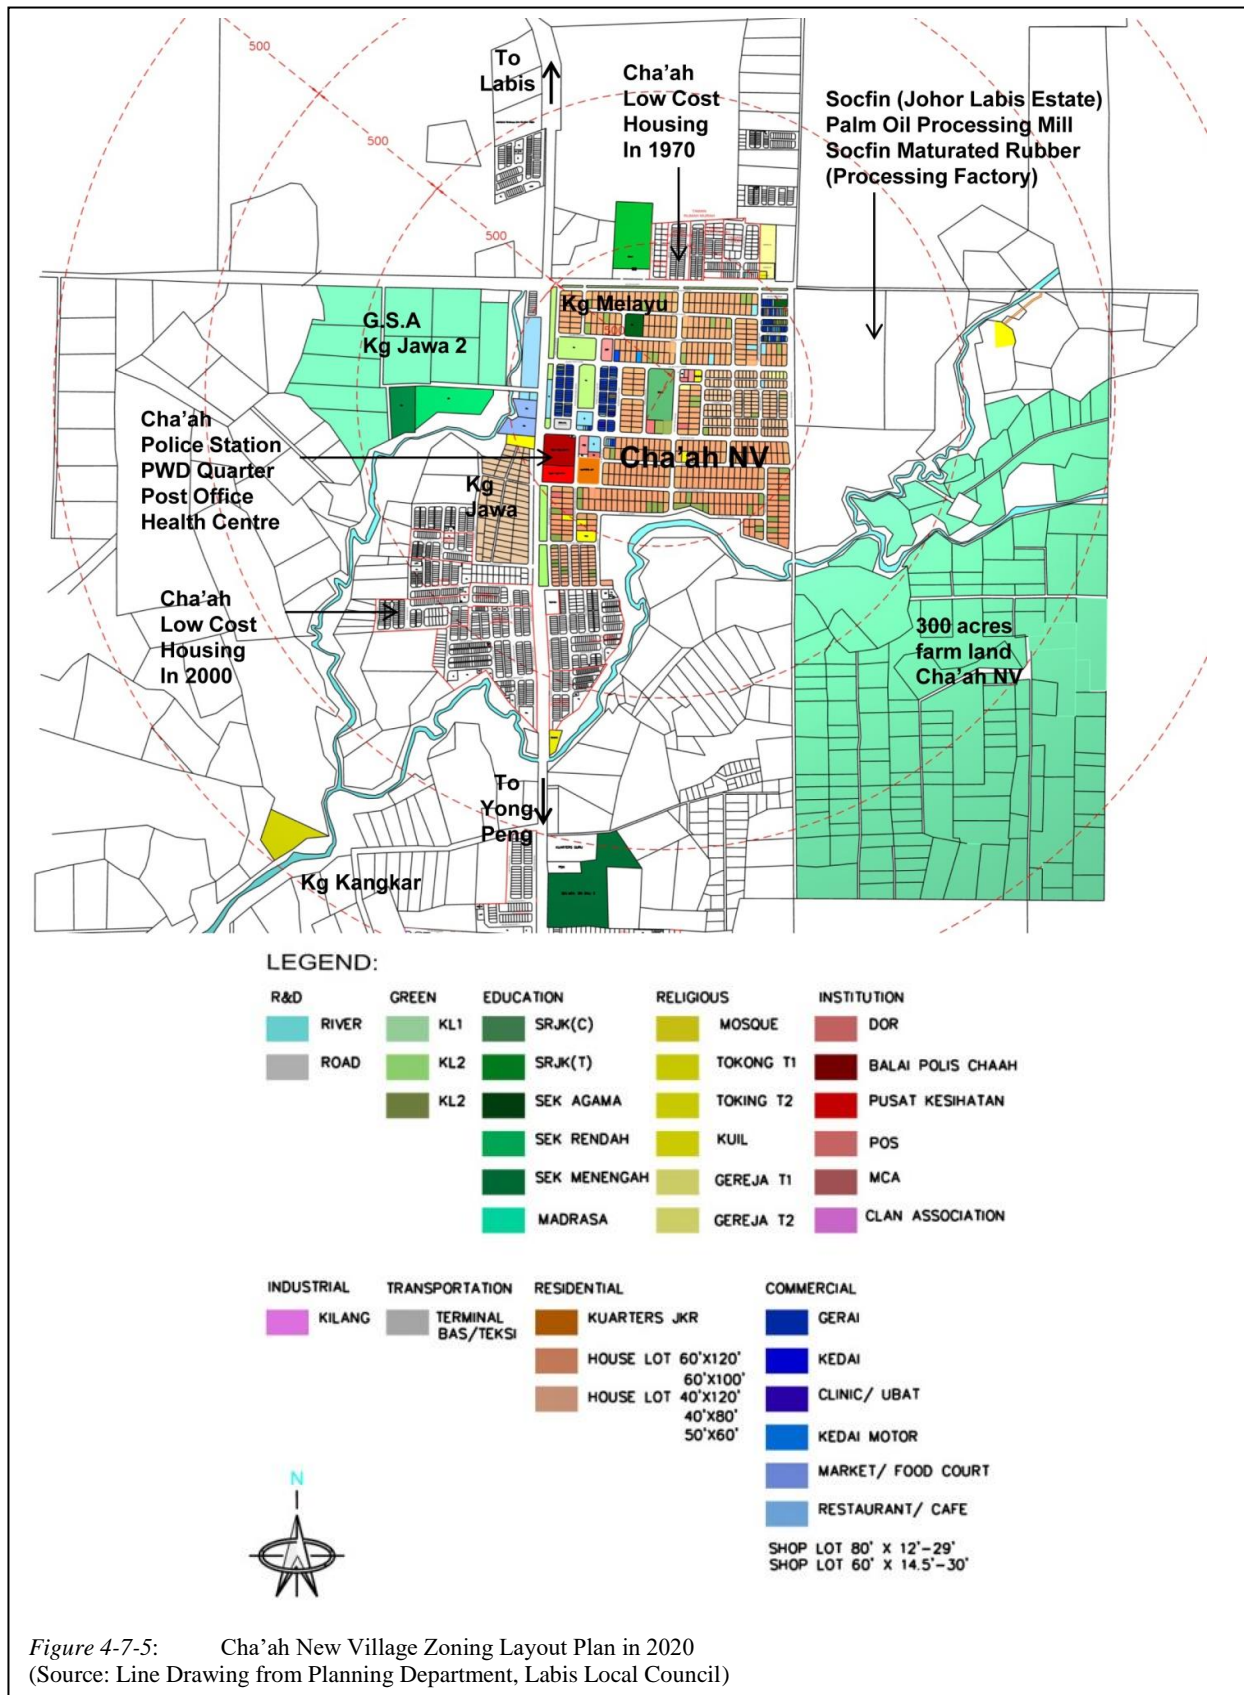 500
500
500
500
To
Labis
Cha'ah
Low Cost
Housing
In 1970
Socfin (Johor Labis Estate)
Palm Oil Processing Mill
Socfin Maturated Rubber
(Processing Factory)
Kg Melayu
G.S.A
Kg Jawa 2
Cha'ah
Police Station
PWD Quarter
Post Office
Health Centre
Cha'ah NV
Kg
Jawa
Cha'ah
Low Cost
Housing
In 2000
300 acres
farm land
Cha'ah NV
To
Yong
Peng
Kg Kangkar
LEGEND:
R&D
RIVER
ROAD
GREEN
KL1
KL2
KL2
EDUCATION
SRJK(C)
SRJK(T)
SEK AGAMA
SEK RENDAH
SEK MENENGAH
MADRASA
RELIGIOUS
MOSQUE
TOKONG T1
TOKING T2
KUIL
GEREJA T1
GEREJA T2
INSTITUTION
DOR
BALAI POLIS CHAAH
PUSAT KESIHATAN
POS
MCA
CLAN ASSOCIATION
INDUSTRIAL
KILANG
TRANSPORTATION
TERMINAL
BAS/TEKSI
RESIDENTIAL
KUARTERS JKR
HOUSE LOT 60'X120'
60'X100'
HOUSE LOT 40'X120'
40'X80'
50'X60'
COMMERCIAL
GERAI
KEDAI
CLINIC/ UBAT
KEDAI MOTOR
MARKET/ FOOD COURT
RESTAURANT/ CAFE
SHOP LOT 80' X 12'-29'
SHOP LOT 60' X 14.5'-30'
N
Figure 4-7-5: Cha'ah New Village Zoning Layout Plan in 2020
(Source: Line Drawing from Planning Department, Labis Local Council)